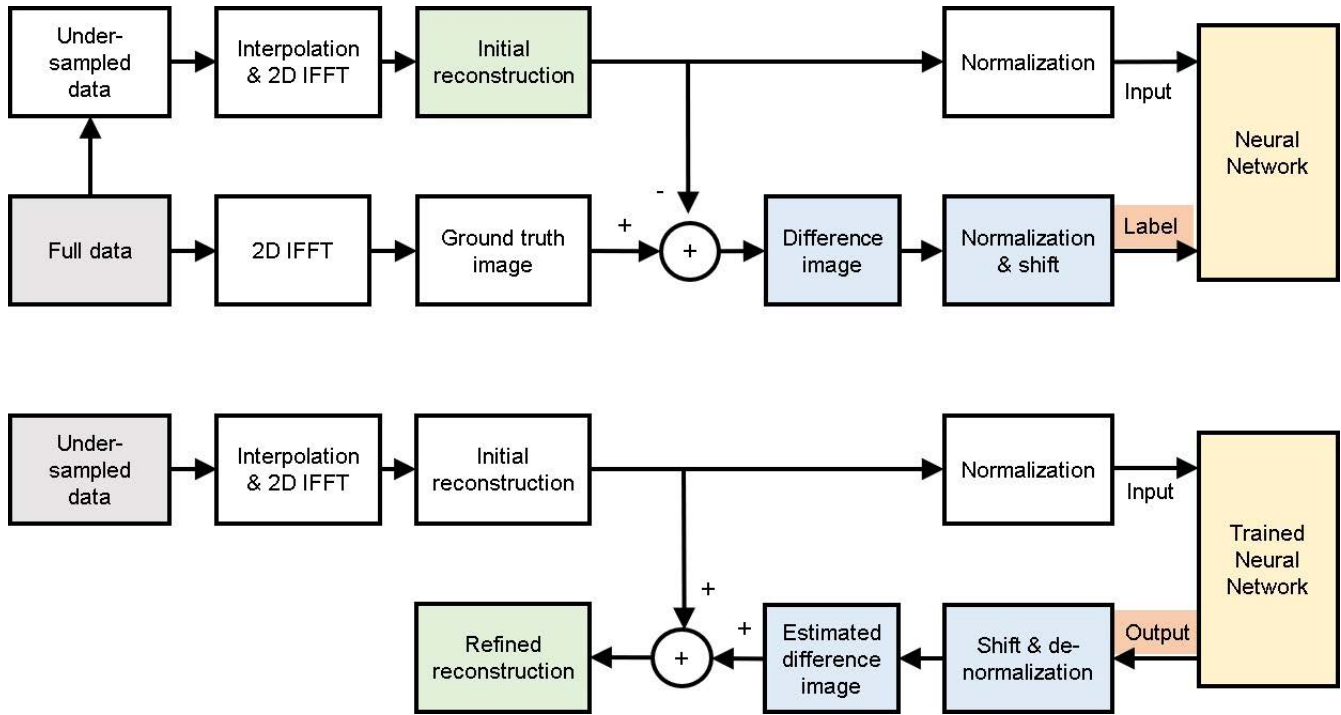 Under-
sampled
data
Interpolation
& 2D IFFT
Initial
reconstruction
Normalization
Input
Neural
Network
Full data
2D IFFT
Ground truth
image
+
-
+
Difference
image
Normalization
& shift
Label
Under-
sampled
data
Interpolation
& 2D IFFT
Initial
reconstruction
Normalization
Input
Trained
Neural
Network
Refined
reconstruction
+
+
+
Estimated
difference
image
Shift & de-
normalization
Output